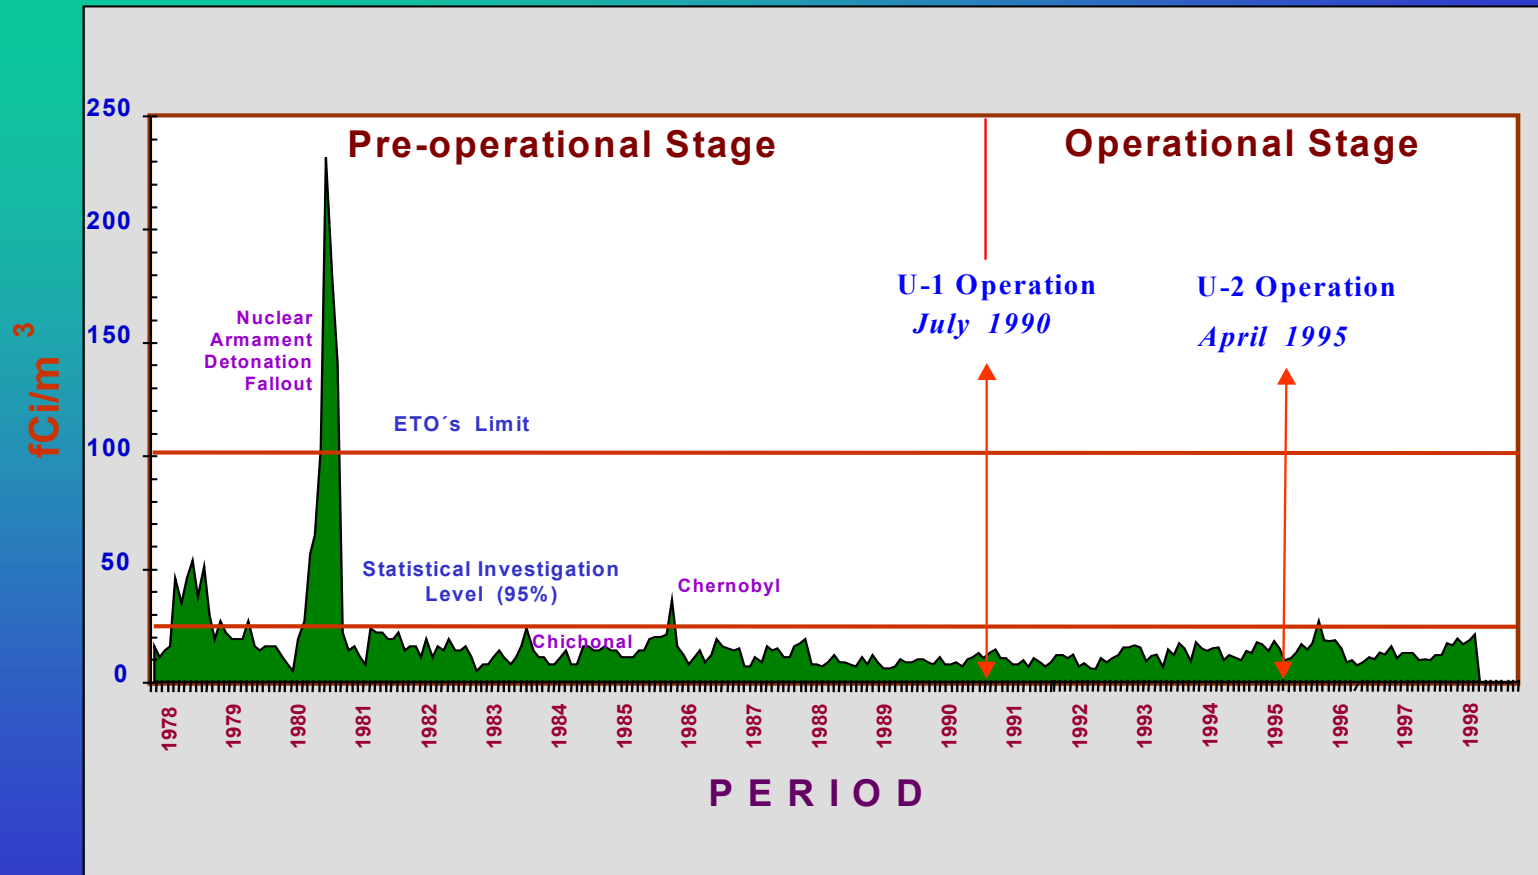 250
200
150
100
50
0
fCi/m 3
Pre-operational Stage
Operational Stage
U-1 Operation
July 1990
U-2 Operation
April 1995
Nuclear
Armament
Detonation
Fallout
ETO´s Limit
Statistical Investigation
Level (95%)
Chichonal
Chernobyl
1978
1979
1980
1981
1982
1983
1984
1985
1986
1987
1988
1989
1990
1991
1992
1993
1994
1995
1996
1997
1998
PERIOD